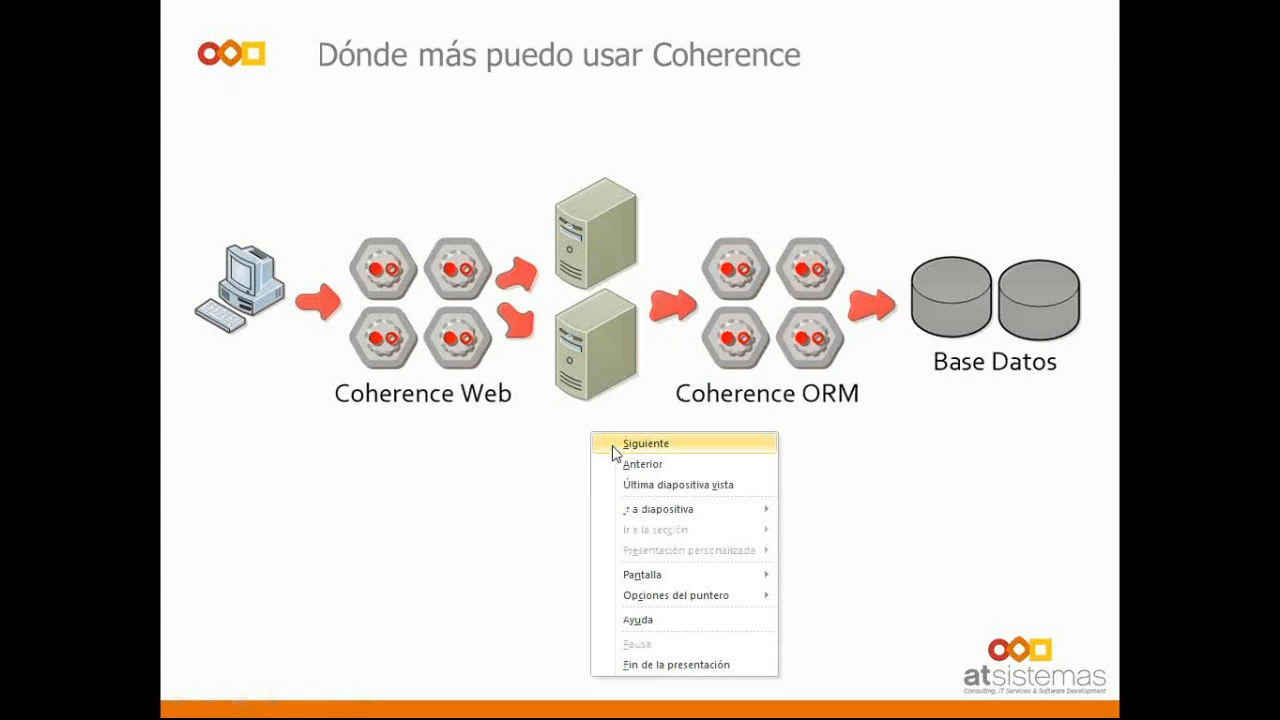 Dónde más puedo usar Coherence
Coherence Web
Coherence ORM
Base Datos
Siguiente
Anterior
Última diapositiva vista
Ir a diapositiva
Ir a la sección
Presentación personalizada
Pantalla
Opciones del puntero
Ayuda
Pausa
Fin de la presentación
atsistemas
Consulting, IT Services & Software Development